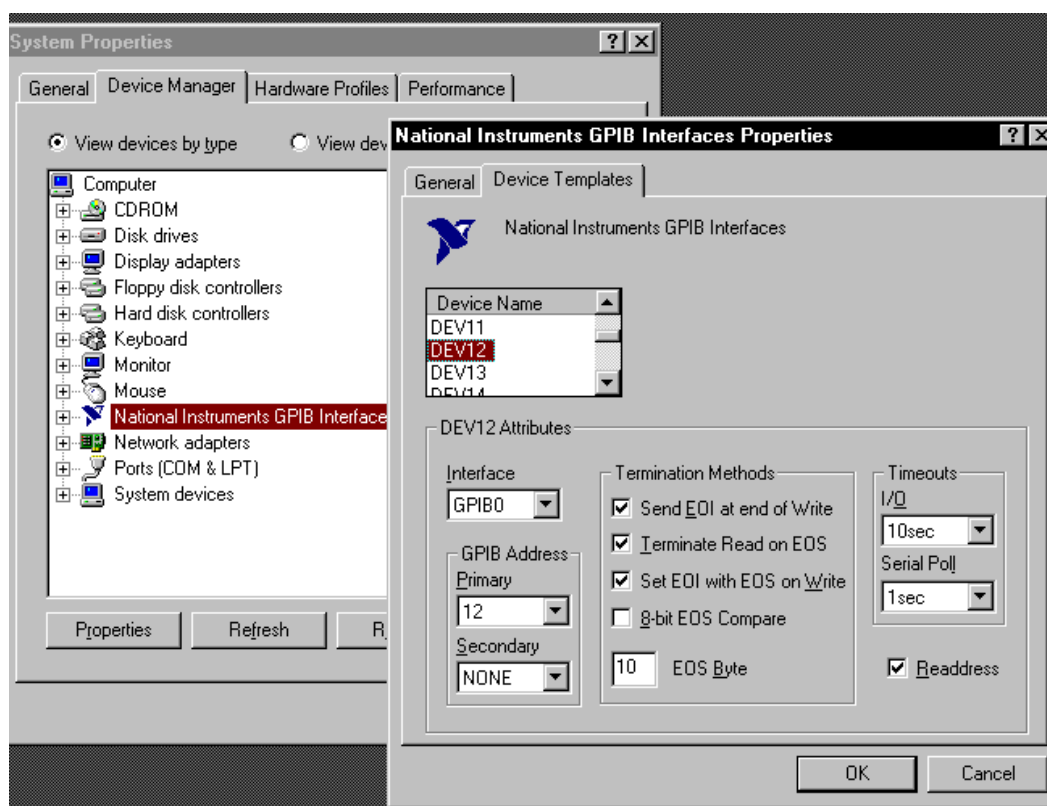 System Properties
General Device Manager Hardware Profiles Performance
View devices by type View dev
Computer
CDROM
Disk drives
Display adapters
Floppy disk controllers
Hard disk controllers
Keyboard
Monitor
Mouse
National Instruments GPIB Interface
Network adapters
Ports (COM & LPT)
System devices
Properties Refresh R
National Instruments GPIB Interfaces Properties
General Device Templates
National Instruments GPIB Interfaces
Device Name
DEV11
DEV12
DEV13
DEV14
DEV12 Attributes
Interface
GPIB0
GPIB Address
Primary
12
Secondary
NONE
Termination Methods
Send EOI at end of Write
Terminate Read on EOS
Set EOI with EOS on Write
8-bit EOS Compare
10 EOS Byte
Timeouts
I/O
10sec
Serial Poll
1sec
Readdress
OK Cancel